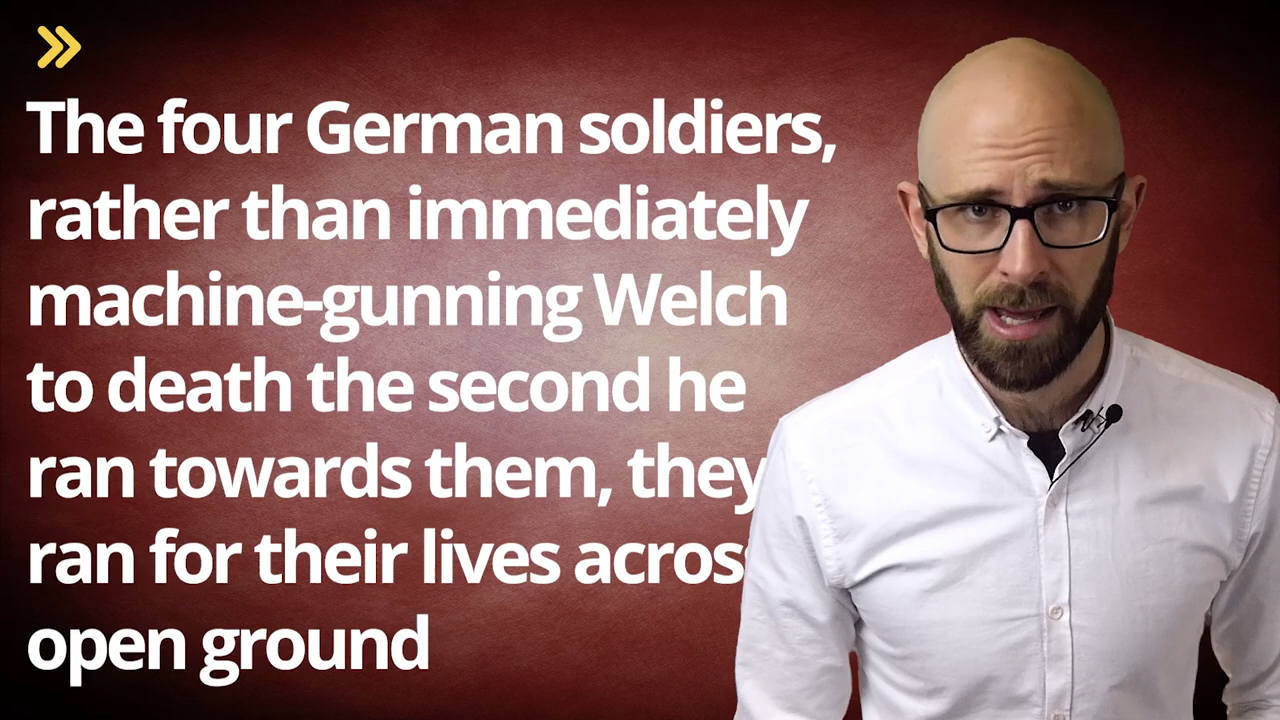 The four German soldiers,
rather than immediately
machine-gunning Welch
to death the second he
ran towards them, they
ran for their lives across
open ground